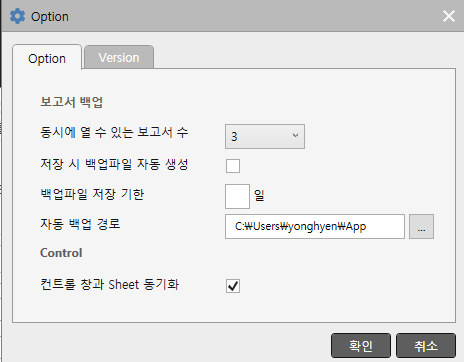 Option
Option Version
보고서 백업
동시에 열 수 있는 보고서 수 3
저장 시 백업파일 자동 생성
백업파일 저장 기한 일
자동 백업 경로 C:₩Users₩yonghyen₩App ...
Control
컨트롤 창과 Sheet 동기화
확인 취소